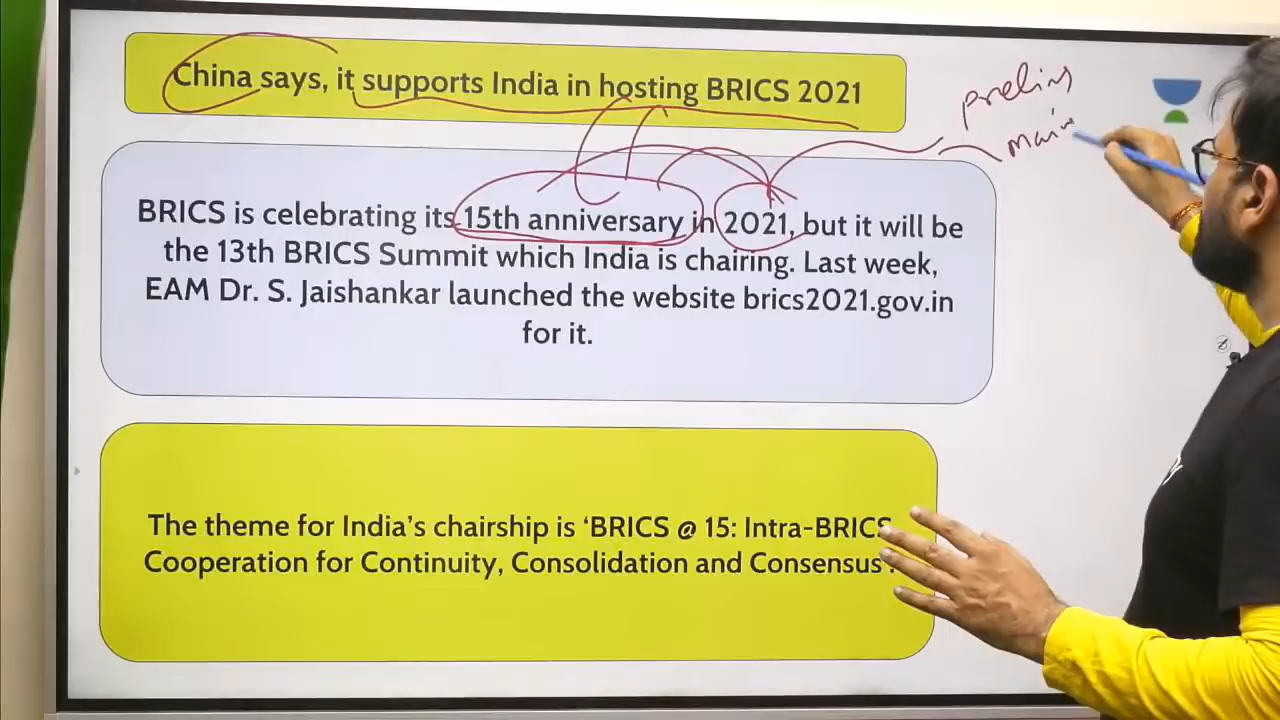 China says, it supports India in hosting BRICS 2021
prelims
main
BRICS is celebrating its 15th anniversary in 2021, but it will be
the 13th BRICS Summit which India is chairing. Last week,
EAM Dr. S. Jaishankar launched the website brics2021.gov.in
for it.
The theme for India's chairship is ‘BRICS @ 15: Intra-BRICS
Cooperation for Continuity, Consolidation and Consensus’.